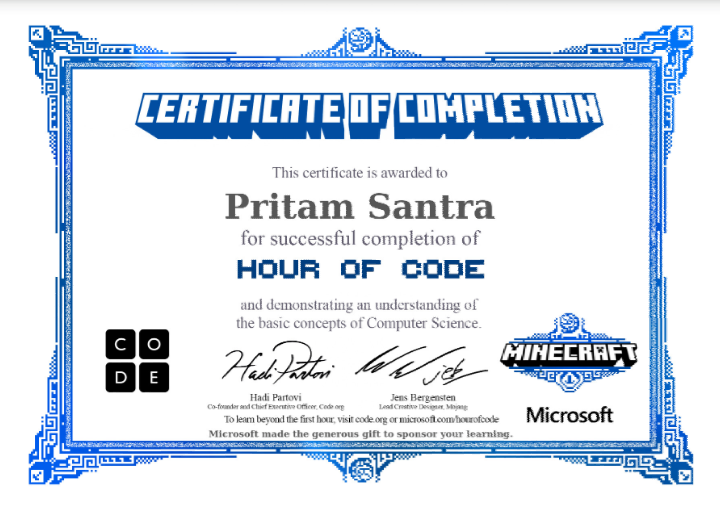 CERTIFICATE OF COMPLETION
This certificate is awarded to
Pritam Santra
for successful completion of
HOUR OF CODE
and demonstrating an understanding of
the basic concepts of Computer Science.
C O
D E
Hadi Partovi
jeb
MINECRAFT
Hadi Partovi
Jens Bergensten
Co-founder and Chief Executive Officer, Code.org
Lead Creative Designer, Mojang
Microsoft
To learn beyond the first hour, visit code.org or microsoft.com/hourofcode
Microsoft made the generous gift to sponsor your learning.